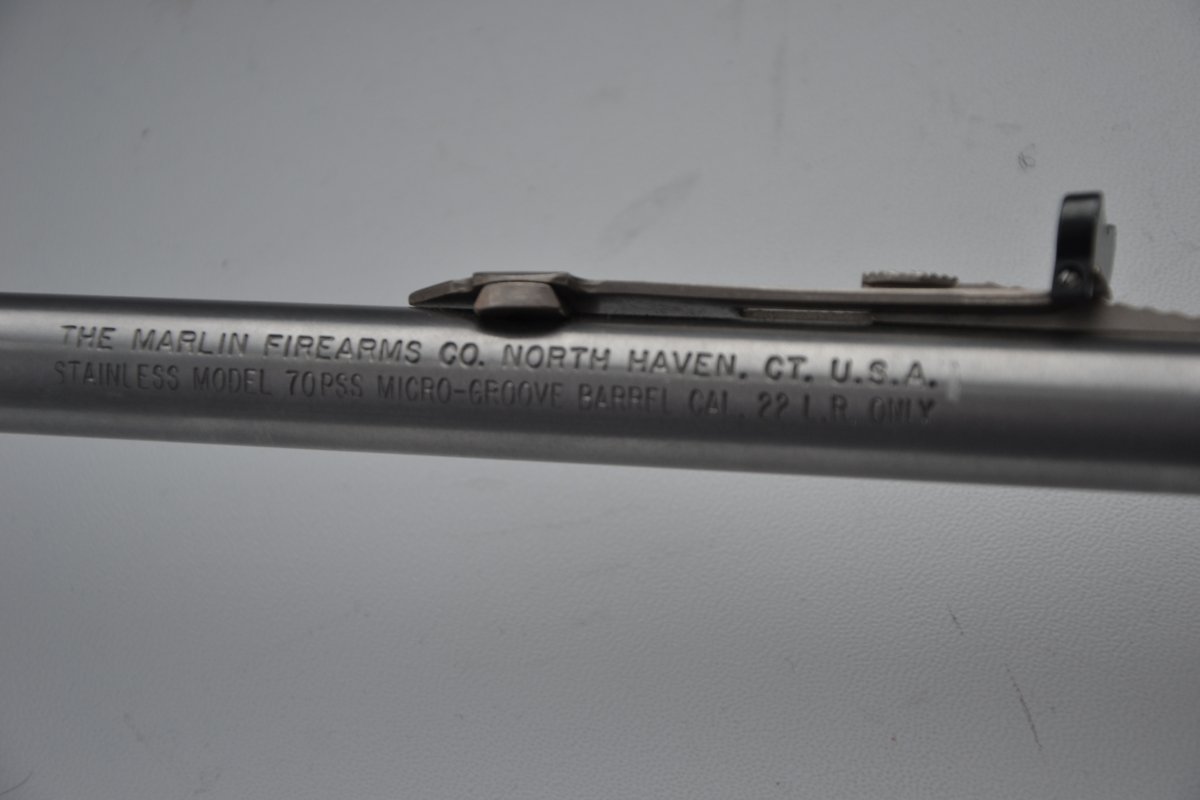 THE MARLIN FIREARMS CO. NORTH HAVEN. CT. U.S.A.
STAINLESS MODEL 70PSS MICRO-GROOVE BARREL CAL. 22 L.R. ONLY